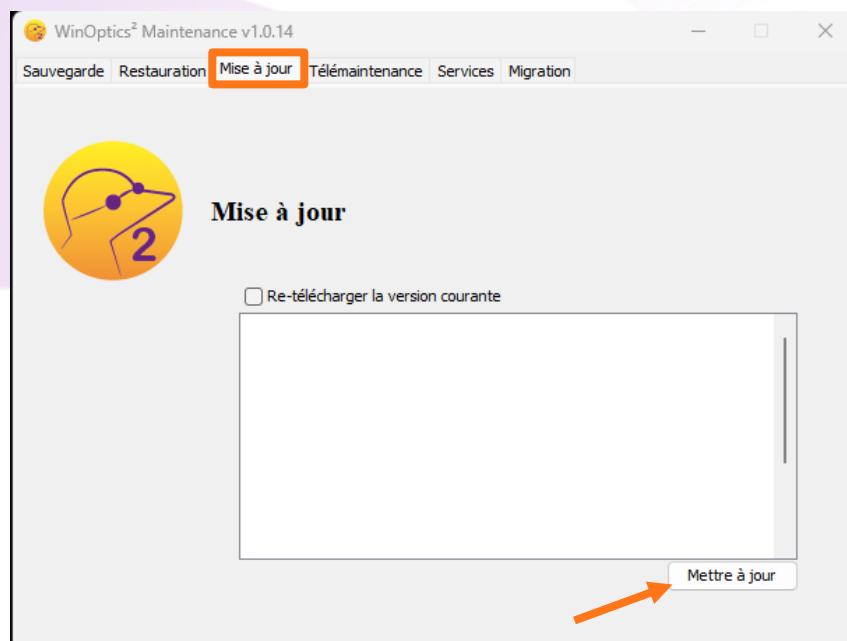 WinOptics² Maintenance v1.0.14
Sauvegarde Restauration Mise à jour Télémaintenance Services Migration
2
Mise à jour
Re-télécharger la version courante
Mettre à jour